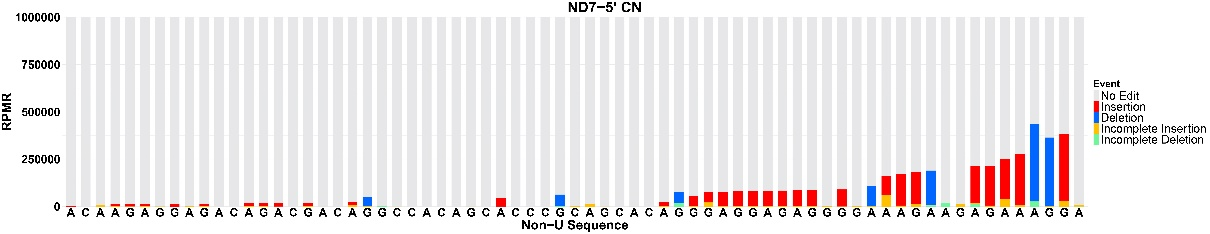 ND7−5' CN
1000000
750000
500000
250000
0
RPMR
A C A A G A G G A G A C A G A C G A C A G G C C A C A G C A C C C G C A G C A C A G G G A G G A G A G G G G A A A G A A G A G A A A G G A
Non-U Sequence
Event
No Edit
Insertion
Deletion
Incomplete Insertion
Incomplete Deletion